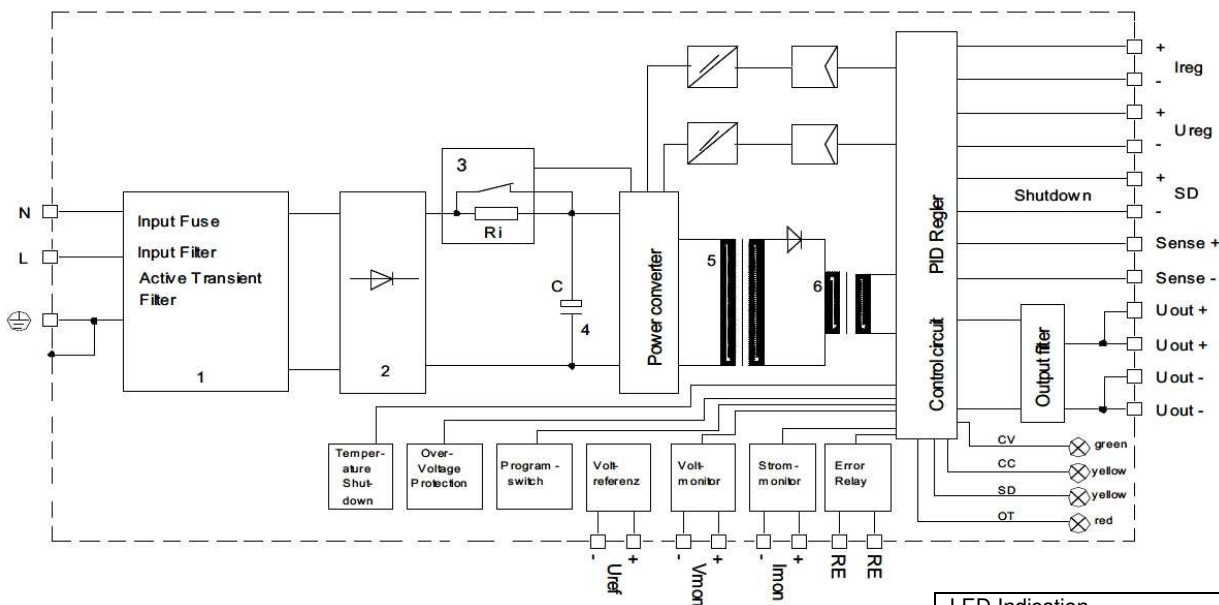 +
Ireg
-
+
U reg
-
+
Shutdown
SD
-
Sense +
Sense -
Uout +
Uout +
Uout -
Uout -
N
L
Input Fuse
Input Filter
Active Transient
Filter
1
2
3
Ri
C
4
Power converter
5
6
PID Regler
Control circuit
Output filter
Temper-
ature
Shut-
down
Over-
Voltage
Protection
Program-
switch
Volt-
referenz
Volt-
monitor
Strom-
monitor
Error
Relay
CV
green
CC
yellow
SD
yellow
OT
red
-
+
Uref
-
+
Vmon
-
+
Imon
RE
RE
LED Indication